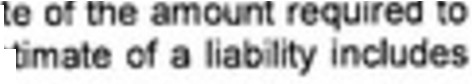 te of the amount required to
timate of a liability includes